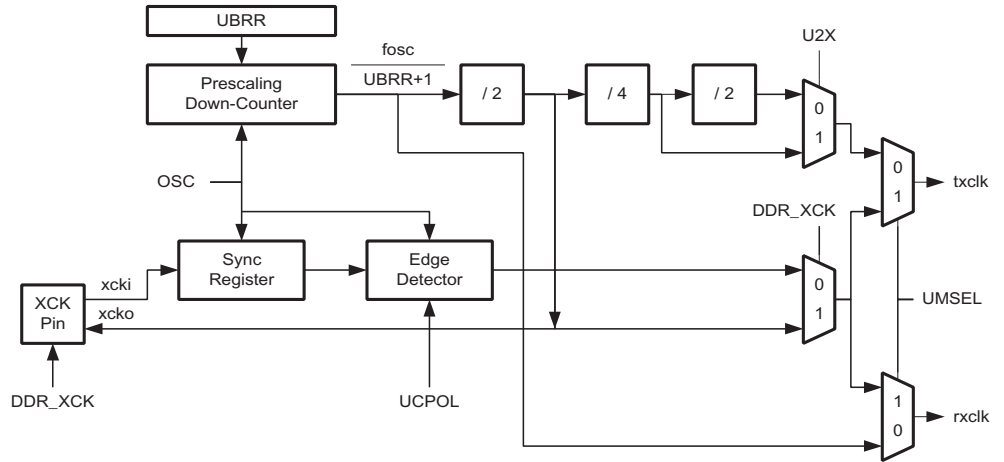 UBRR
fosc
UBRR+1
U2X
Prescaling
Down-Counter
/ 2
/ 4
/ 2
0
1
OSC
0
1
txclk
DDR_XCK
Sync
Register
Edge
Detector
xcki
XCK
Pin
xcko
0
1
UMSEL
DDR_XCK
UCPOL
1
0
rxclk